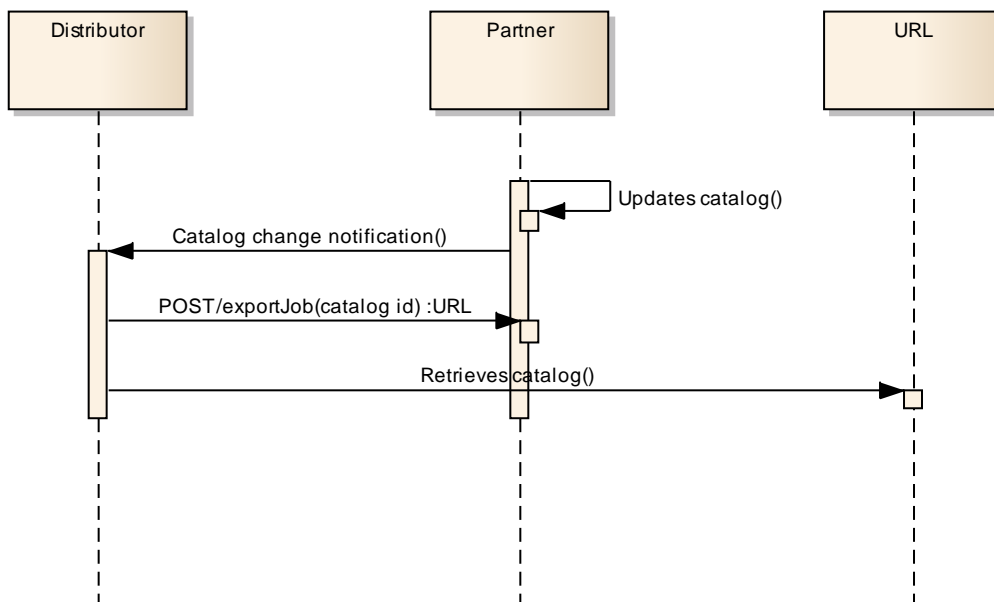 Distributor
Partner
URL
Updates catalog()
Catalog change notification()
POST/exportJob(catalog id) :URL
Retrieves catalog()